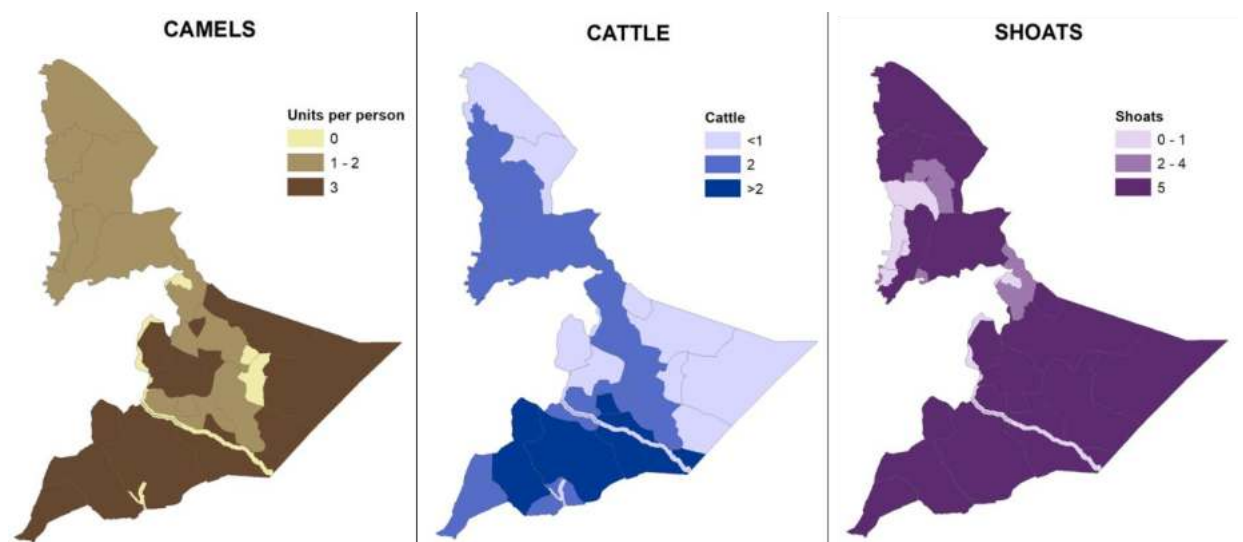 CAMELS
Units per person
0
1 - 2
3
CATTLE
Cattle
<1
2
>2
SHOATS
Shoats
0 - 1
2 - 4
5